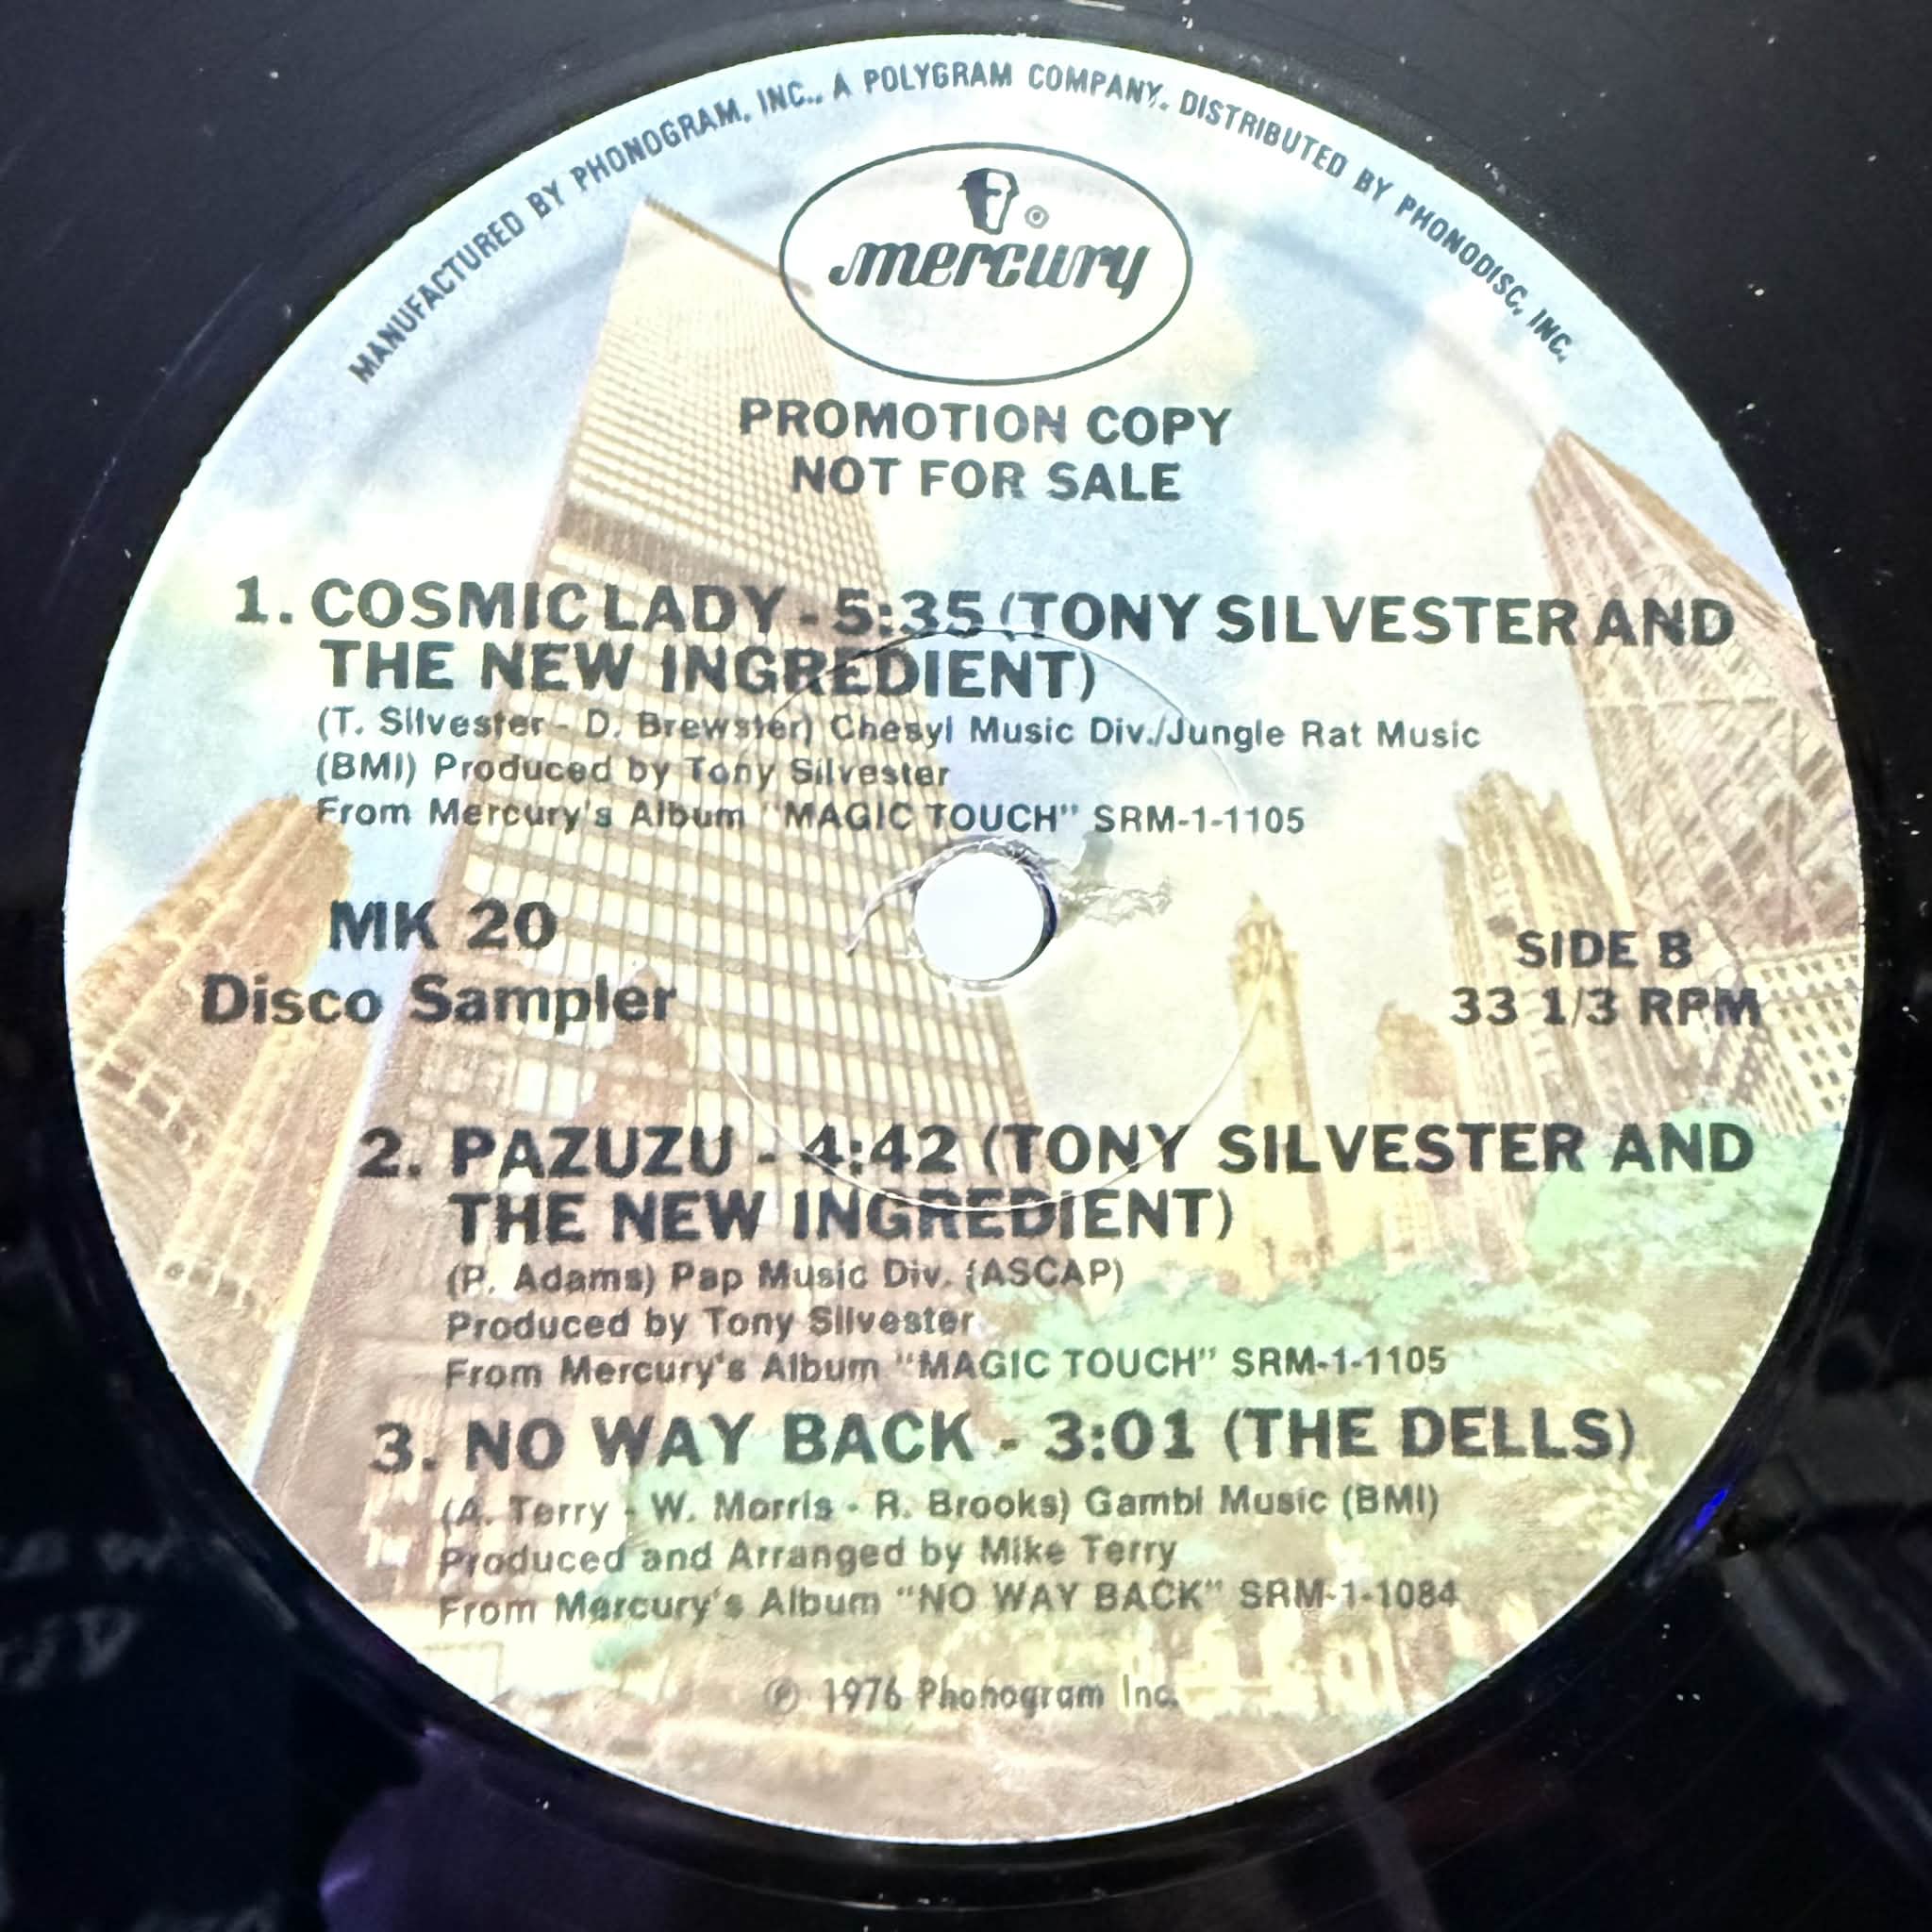 MANUFACTURED BY PHONOGRAM, INC., A POLYGRAM COMPANY. DISTRIBUTED BY PHONODISC, INC.
®
mercury
PROMOTION COPY
NOT FOR SALE
1. COSMIC LADY - 5:35 (TONY SILVESTER AND
THE NEW INGREDIENT)
(T. Silvester - D. Brewster) Chesyl Music Div./Jungle Rat Music
(BMI) Produced by Tony Silvester
From Mercury's Album "MAGIC TOUCH" SRM-1-1105
MK 20
Disco Sampler
SIDE B
33 1/3 RPM
2. PAZUZU - 4:42 (TONY SILVESTER AND
THE NEW INGREDIENT)
(P. Adams) Pap Music Div. (ASCAP)
Produced by Tony Silvester
From Mercury's Album "MAGIC TOUCH" SRM-1-1105
3. NO WAY BACK - 3:01 (THE DELLS)
(A. Terry - W. Morris - R. Brooks) Gambi Music (BMI)
Produced and Arranged by Mike Terry
From Mercury's Album "NO WAY BACK" SRM-1-1084
℗ 1976 Phonogram Inc.